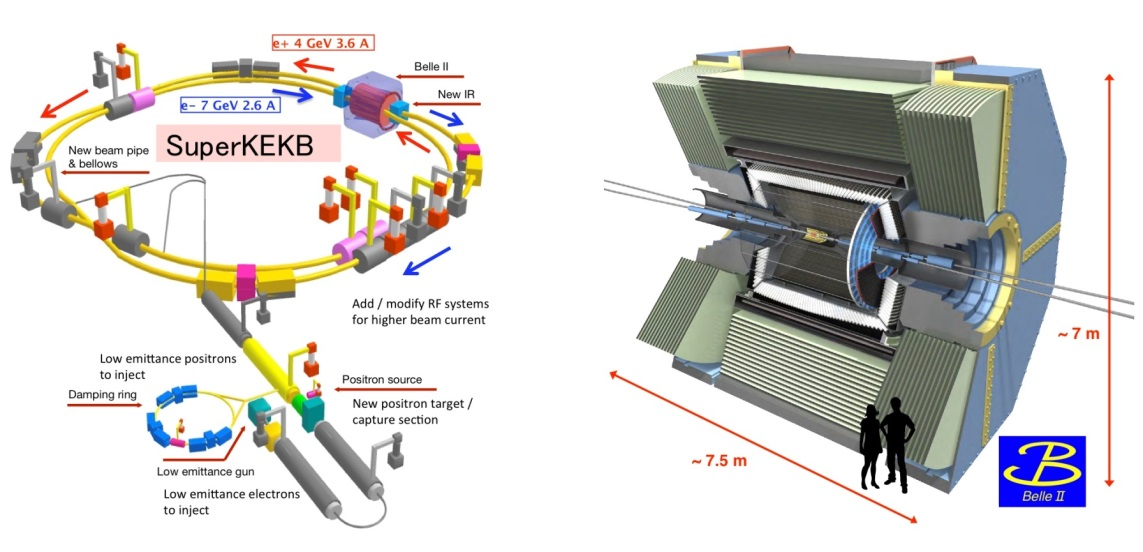 e+ 4 GeV 3.6 A
Belle II
New IR
e− 7 GeV 2.6 A
SuperKEKB
New beam pipe
& bellows
Add / modify RF systems
for higher beam current
Low emittance positrons
to inject
Damping ring
Positron source
New positron target /
capture section
Low emittance gun
Low emittance electrons
to inject
~ 7 m
~ 7.5 m
B
Belle II